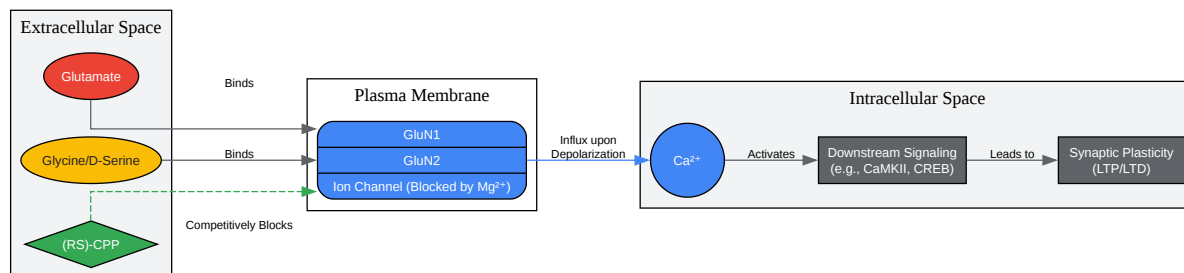 Extracellular Space
Glutamate
Glycine/D-Serine
(RS)-CPP
Binds
Binds
Competitively Blocks
Plasma Membrane
GluN1
GluN2
Ion Channel (Blocked by Mg²⁺)
Influx upon
Depolarization
Intracellular Space
Ca²⁺
Activates
Downstream Signaling
(e.g., CaMKII, CREB)
Leads to
Synaptic Plasticity
(LTP/LTD)